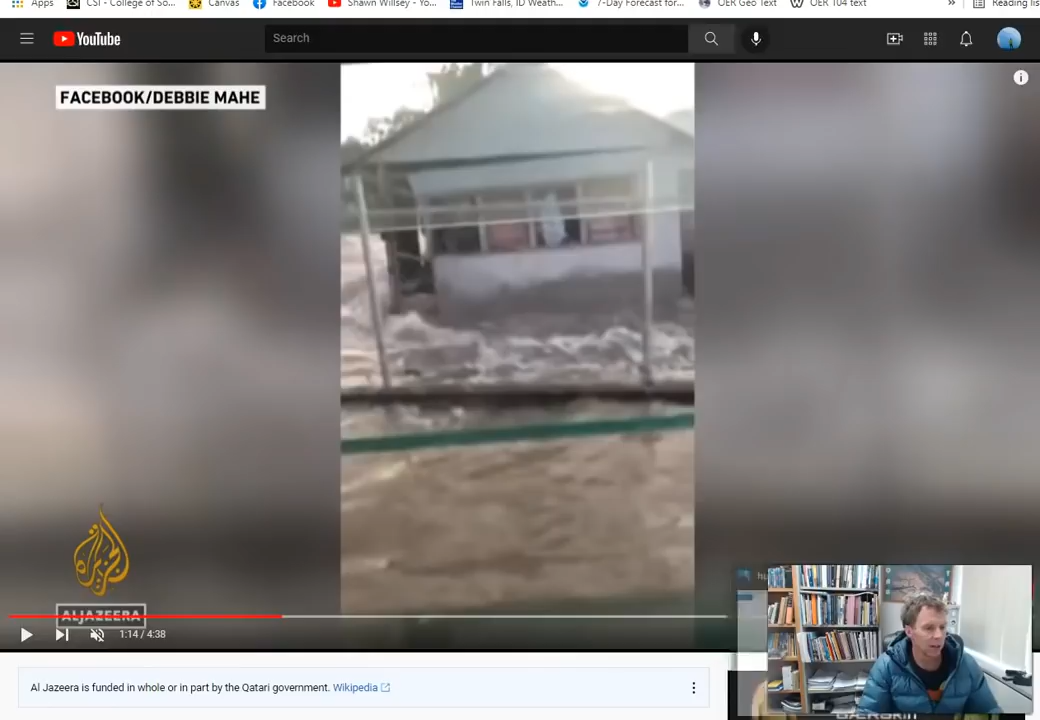 Apps
CSI - College of So...
Canvas
Facebook
Shawn Willsey - Yo...
Twin Falls, ID Weath...
7-Day Forecast for...
OER Geo Text
OER 104 text
»
Reading lis
YouTube
Search
FACEBOOK/DEBBIE MAHE
ALJAZEERA
1:14 / 4:38
Al Jazeera is funded in whole or in part by the Qatari government. Wikipedia